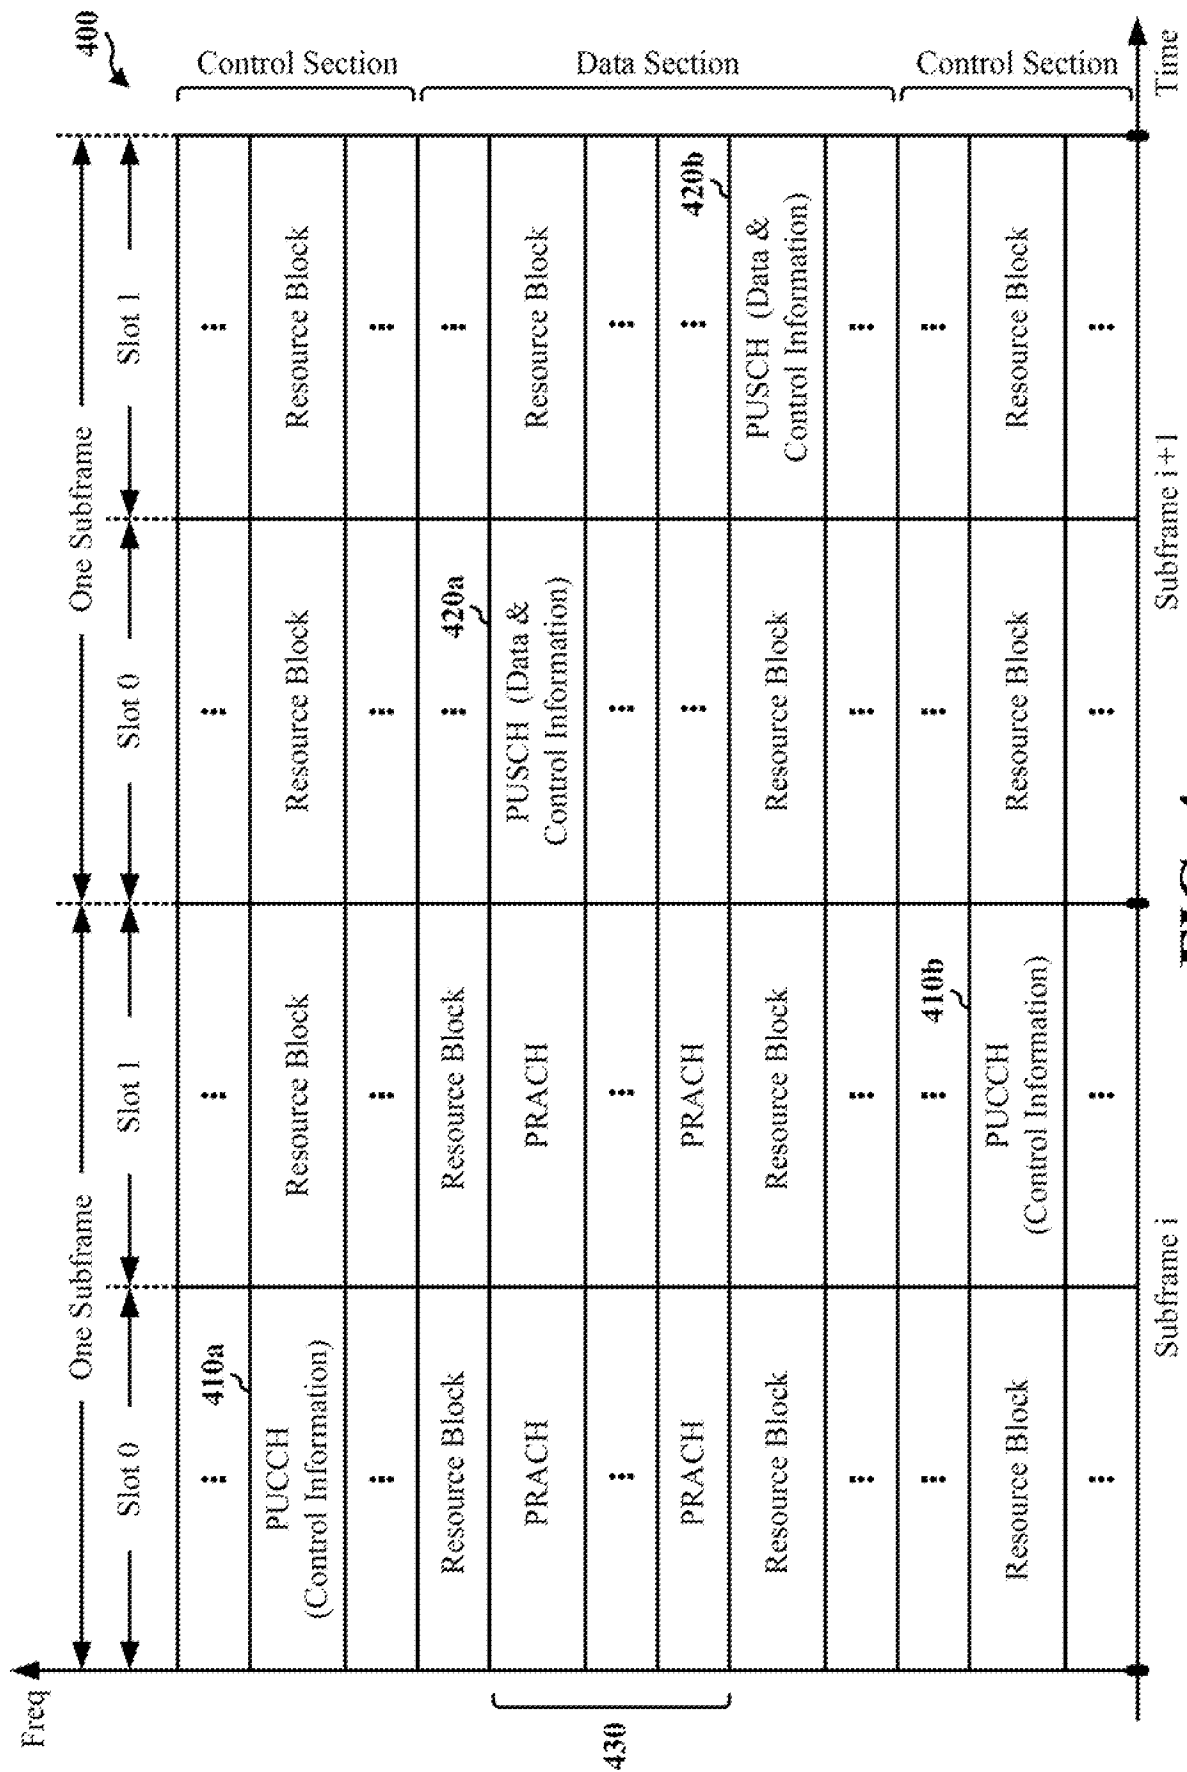 400
Freq
One Subframe
One Subframe
Slot 0
Slot 1
Slot 0
Slot 1
Control Section
Data Section
Control Section
...
410a
...
...
...
PUCCH
(Control Information)
Resource Block
Resource Block
Resource Block
...
...
...
...
Resource Block
Resource Block
...
420a
...
430
PRACH
PRACH
PUSCH (Data &
Control Information)
Resource Block
...
...
...
...
PRACH
PRACH
...
...
420b
Resource Block
Resource Block
Resource Block
PUSCH (Data &
Control Information)
...
...
...
...
...
...
410b
...
...
Resource Block
PUCCH
(Control Information)
Resource Block
Resource Block
...
...
...
...
Time
Subframe i
Subframe i+1